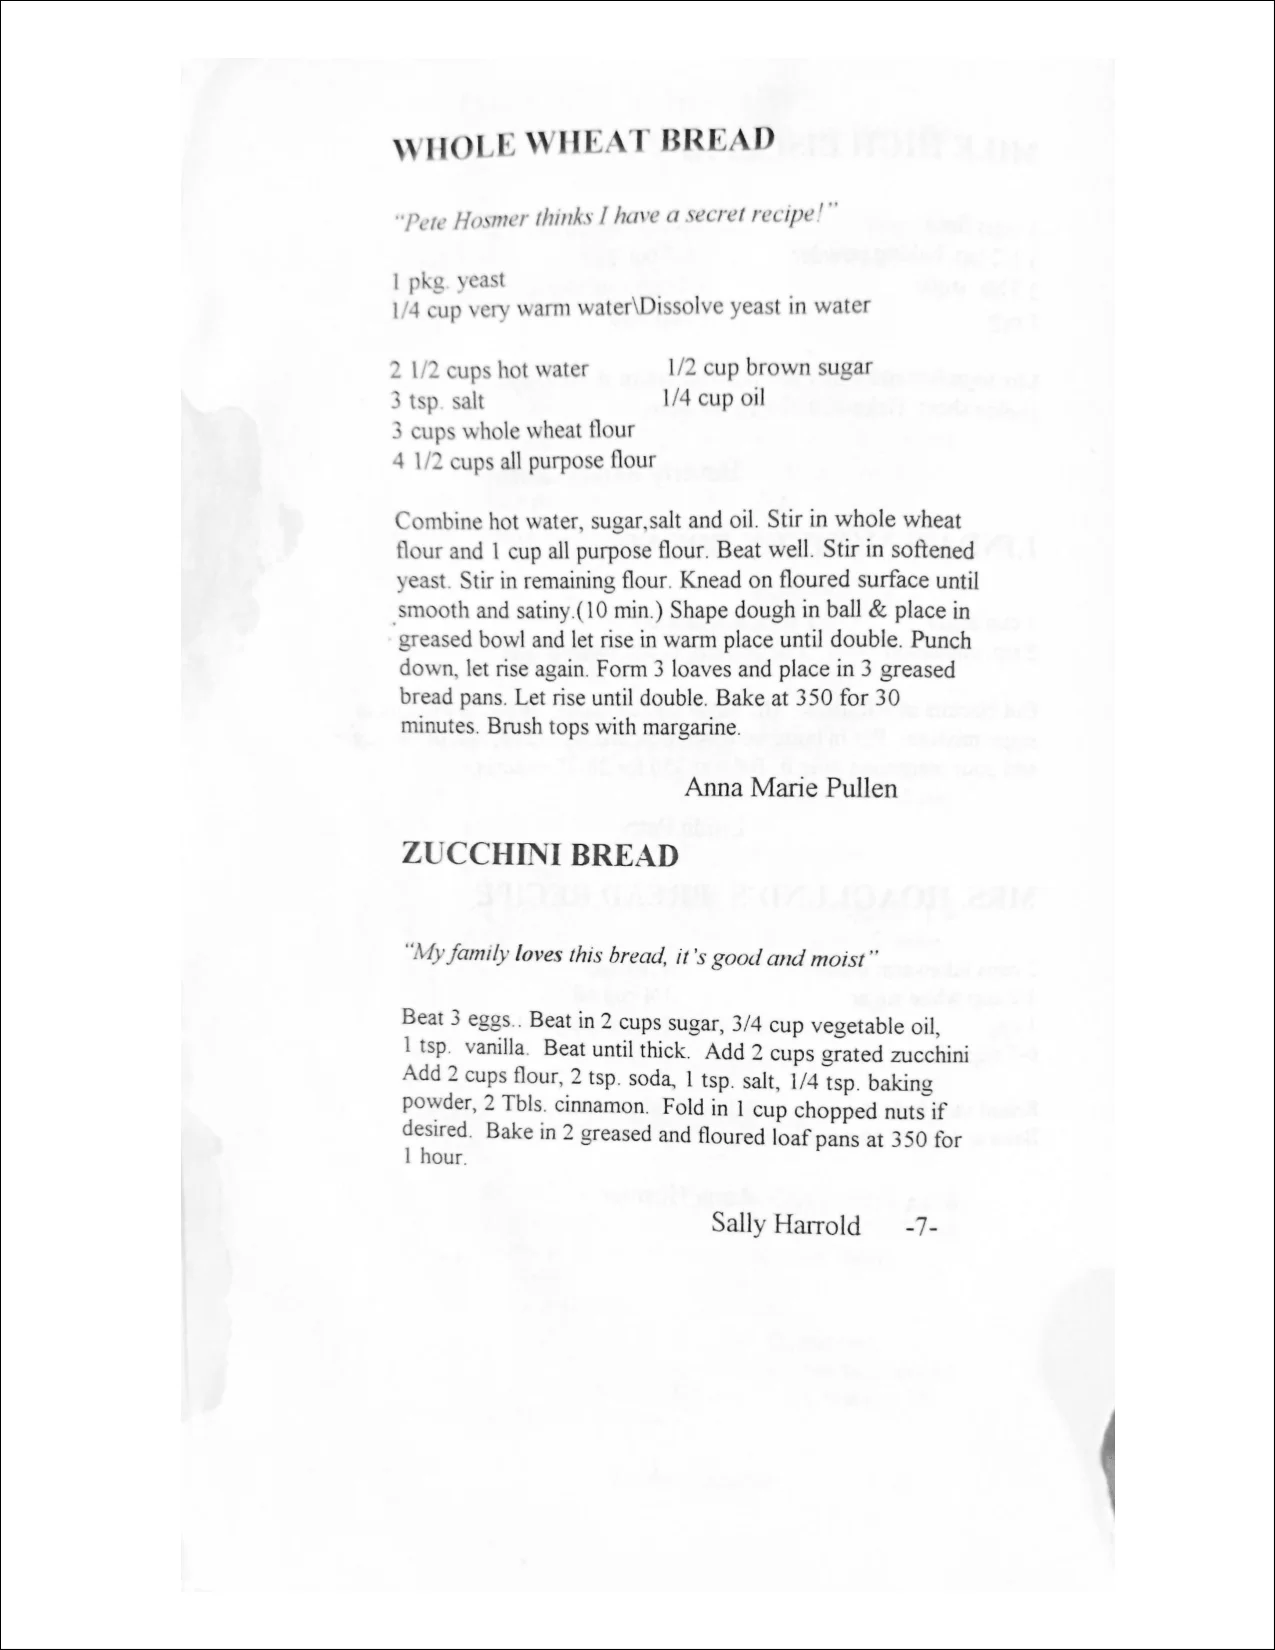 WHOLE WHEAT BREAD
"Pete Hosmer thinks I have a secret recipe!"
1 pkg. yeast
1/4 cup very warm water\Dissolve yeast in water
2 1/2 cups hot water 1/2 cup brown sugar
3 tsp. salt 1/4 cup oil
3 cups whole wheat flour
4 1/2 cups all purpose flour
Combine hot water, sugar,salt and oil. Stir in whole wheat
flour and 1 cup all purpose flour. Beat well. Stir in softened
yeast. Stir in remaining flour. Knead on floured surface until
smooth and satiny.(10 min.) Shape dough in ball & place in
greased bowl and let rise in warm place until double. Punch
down, let rise again. Form 3 loaves and place in 3 greased
bread pans. Let rise until double. Bake at 350 for 30
minutes. Brush tops with margarine.
Anna Marie Pullen
ZUCCHINI BREAD
"My family loves this bread, it's good and moist"
Beat 3 eggs.. Beat in 2 cups sugar, 3/4 cup vegetable oil,
1 tsp. vanilla. Beat until thick. Add 2 cups grated zucchini
Add 2 cups flour, 2 tsp. soda, 1 tsp. salt, 1/4 tsp. baking
powder, 2 Tbls. cinnamon. Fold in 1 cup chopped nuts if
desired. Bake in 2 greased and floured loaf pans at 350 for
1 hour.
Sally Harrold -7-